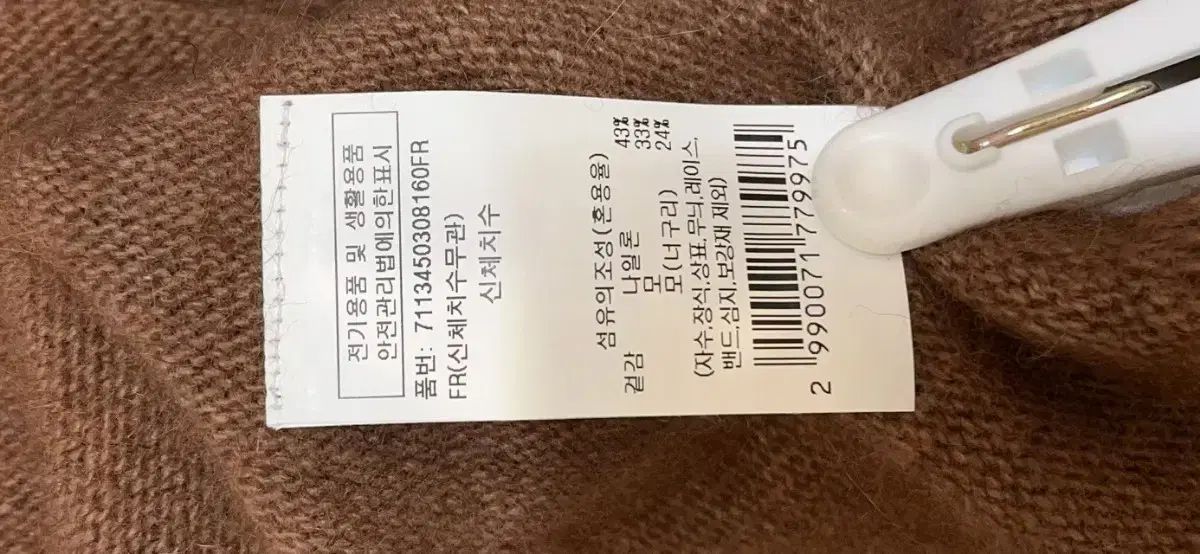 전기용품 및 생활용품
안전관리법에의한표시
품번: 7113450308160FR
FR(신체치수무관)
신체치수
섬유의조성(혼용율)
겉감 나일론 43%
모 33%
모(너구리) 24%
(자수,장식,상표,무늬,레이스,
밴드,심지,보강재 제외)
2 990071 779975